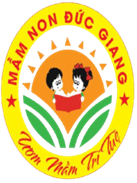 MẦM NON ĐỨC GIANG
Ươm Mầm Trí Tuệ